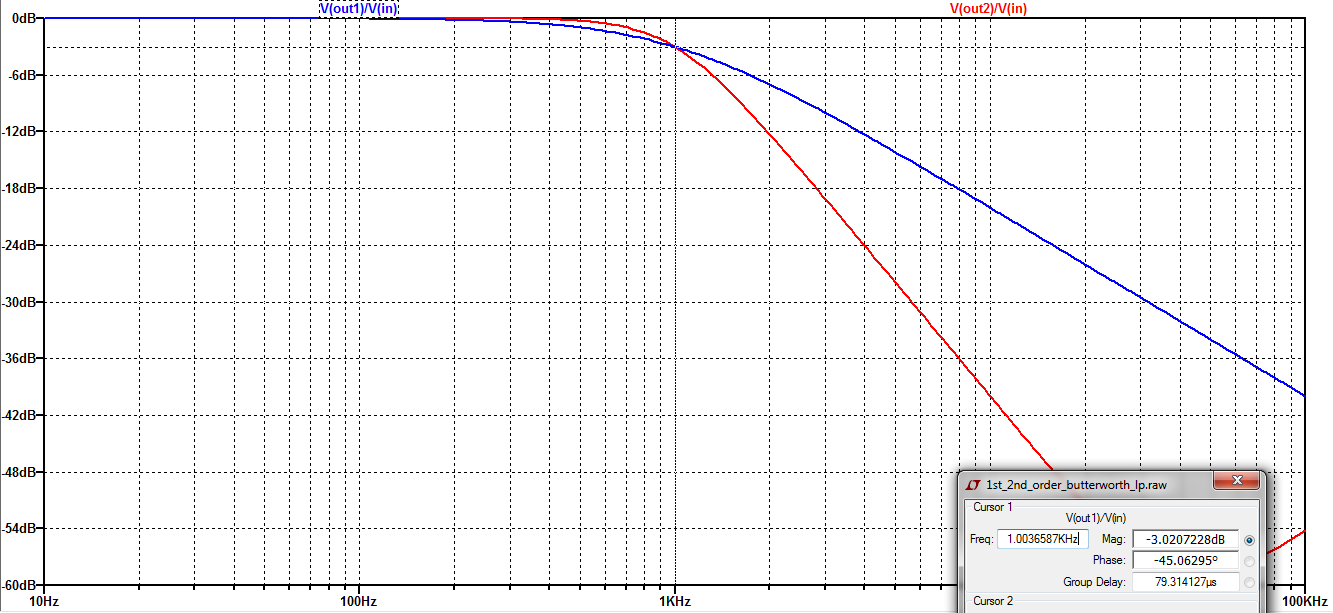 V(out1)/V(in)
V(out2)/V(in)
0dB
-6dB
-12dB
-18dB
-24dB
-30dB
-36dB
-42dB
-48dB
-54dB
-60dB
10Hz
100Hz
1KHz
100KHz
1st_2nd_order_butterworth_lp.raw
Cursor 1
V(out1)/V(in)
Freq: 1.0036587KHz Mag: -3.0207228dB
Phase: -45.06295º
Group Delay: 79.314127µs
Cursor 2